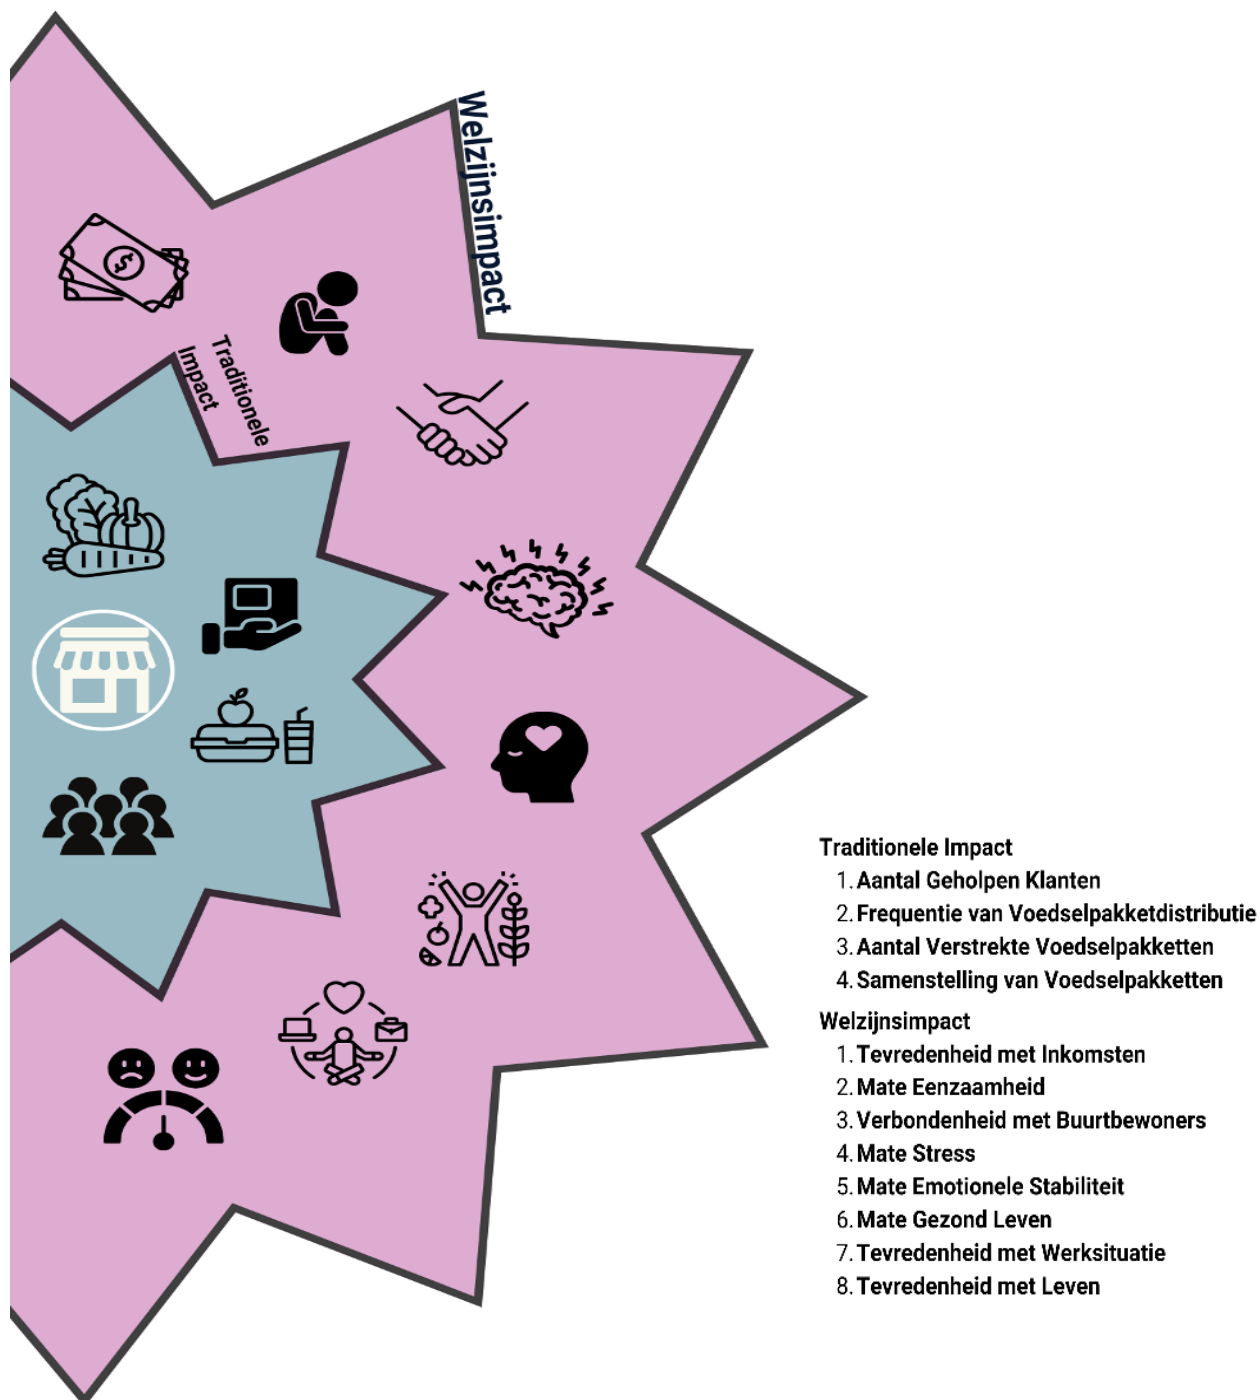 Welzijnsimpact
Traditionele
Impact
Traditionele Impact
1. Aantal Geholpen Klanten
2. Frequentie van Voedselpakketdistributie
3. Aantal Verstrekte Voedselpakketten
4. Samenstelling van Voedselpakketten
Welzijnsimpact
1. Tevredenheid met Inkomsten
2. Mate Eenzaamheid
3. Verbondenheid met Buurtbewoners
4. Mate Stress
5. Mate Emotionele Stabiliteit
6. Mate Gezond Leven
7. Tevredenheid met Werksituatie
8. Tevredenheid met Leven